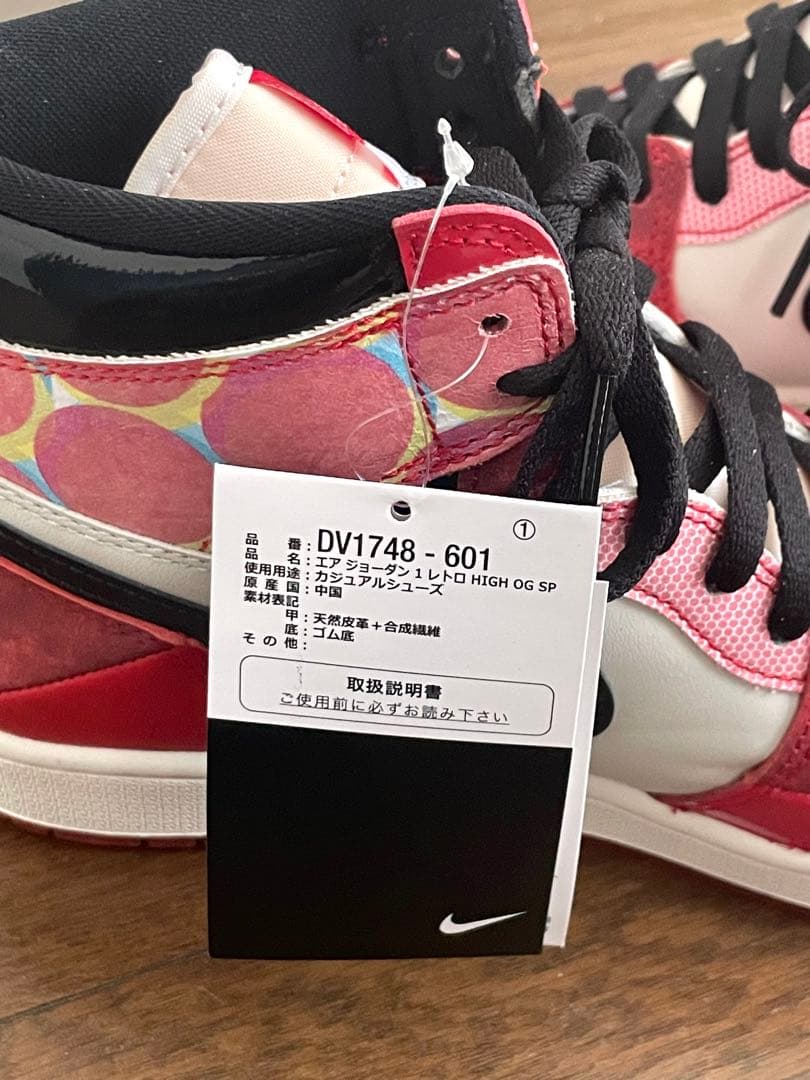 ①
品番：DV1748 - 601
品名：エア ジョーダン 1 レトロ HIGH OG SP
使用用途：カジュアルシューズ
原産国：中国
素材表記
甲：天然皮革＋合成繊維
底：ゴム底
その他：
取扱説明書
ご使用前に必ずお読み下さい